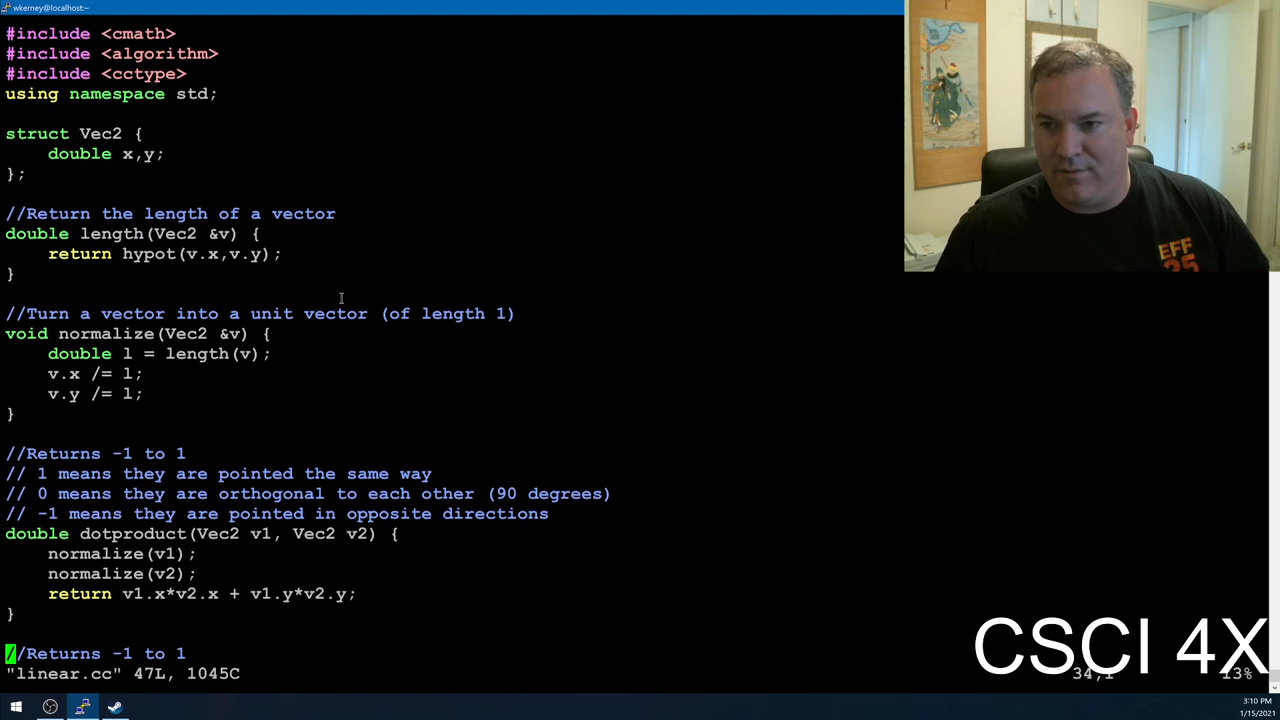 wkerney@localhost:~
#include <cmath>
#include <algorithm>
#include <cctype>
using namespace std;
struct Vec2 {
    double x,y;
};
//Return the length of a vector
double length(Vec2 &v) {
    return hypot(v.x,v.y);
}
//Turn a vector into a unit vector (of length 1)
void normalize(Vec2 &v) {
    double l = length(v);
    v.x /= l;
    v.y /= l;
}
//Returns -1 to 1
// 1 means they are pointed the same way
// 0 means they are orthogonal to each other (90 degrees)
// -1 means they are pointed in opposite directions
double dotproduct(Vec2 v1, Vec2 v2) {
    normalize(v1);
    normalize(v2);
    return v1.x*v2.x + v1.y*v2.y;
}
//Returns -1 to 1
"linear.cc" 47L, 1045C
34,1
13%
EFF
25
CSCI 4X
3:10 PM
1/15/2021